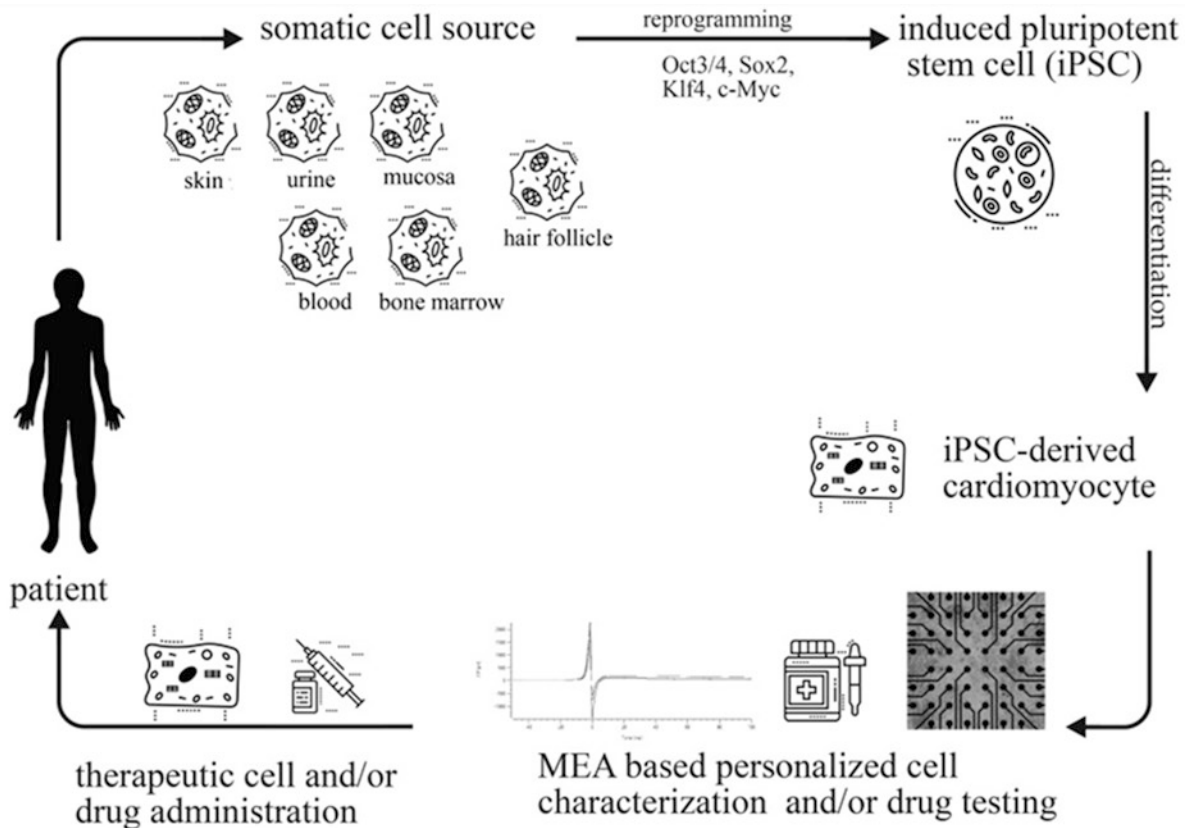 somatic cell source
reprogramming
Oct3/4, Sox2,
Klf4, c-Myc
induced pluripotent
stem cell (iPSC)
skin
urine
mucosa
hair follicle
blood
bone marrow
differentiation
iPSC-derived
cardiomyocyte
patient
therapeutic cell and/or
drug administration
MEA based personalized cell
characterization and/or drug testing